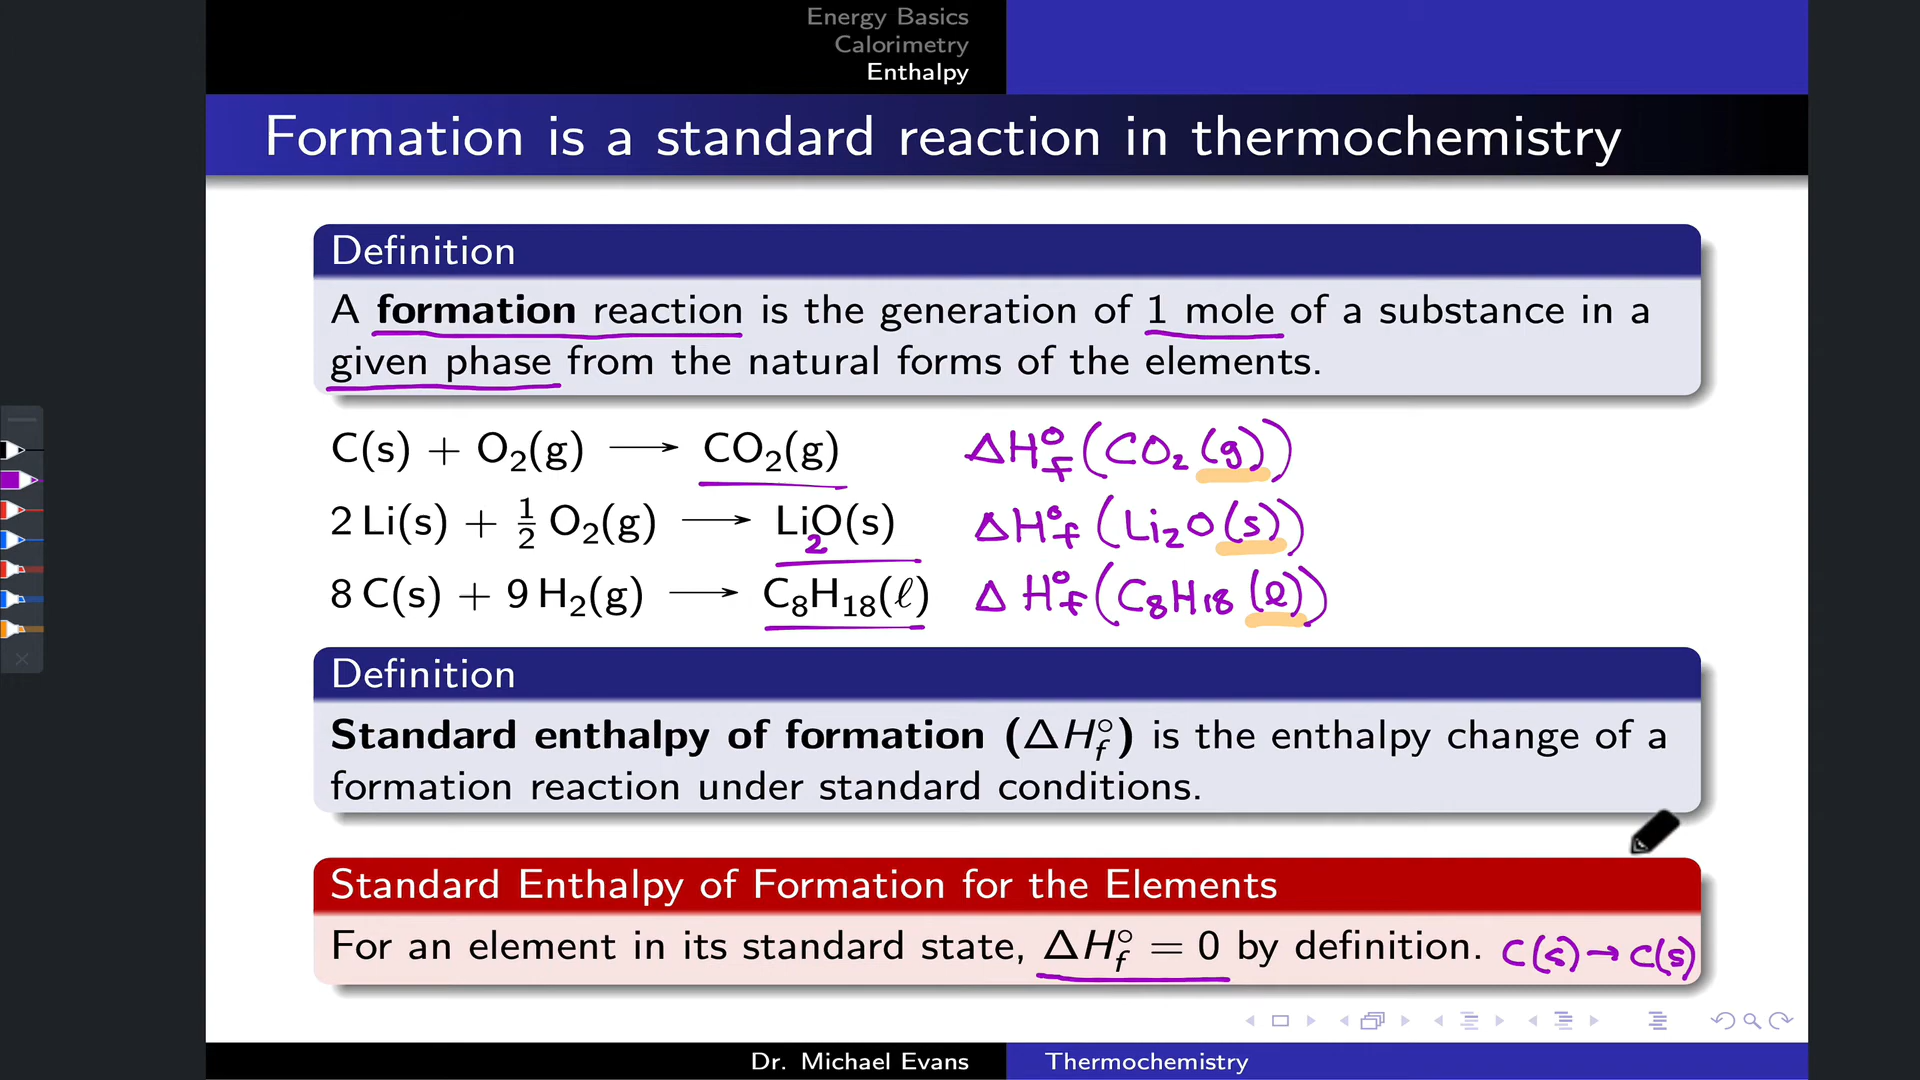 Energy Basics
Calorimetry
Enthalpy
Formation is a standard reaction in thermochemistry
Definition
A formation reaction is the generation of 1 mole of a substance in a
given phase from the natural forms of the elements.
C(s) + O₂(g) ⟶ CO₂(g) ΔH°f (CO₂ (g))
2 Li(s) + ½ O₂(g) ⟶ Li₂O(s) ΔH°f (Li₂O(s))
8 C(s) + 9 H₂(g) ⟶ C₈H₁₈(ℓ) ΔH°f (C₈H₁₈ (ℓ))
Definition
Standard enthalpy of formation (ΔH°f) is the enthalpy change of a
formation reaction under standard conditions.
Standard Enthalpy of Formation for the Elements
For an element in its standard state, ΔH°f = 0 by definition. C(s) → C(s)
Dr. Michael Evans Thermochemistry